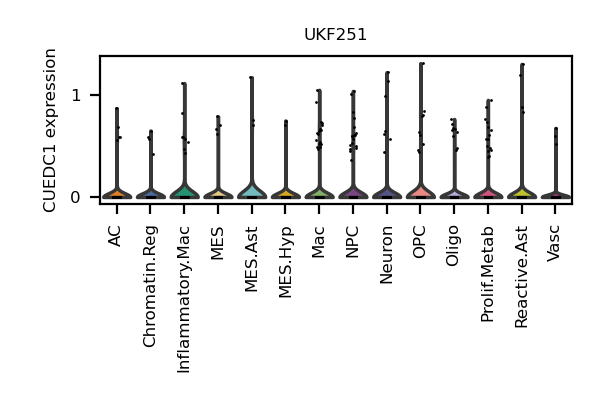 UKF251
CUEDC1 expression
1
0
AC
Chromatin.Reg
Inflammatory.Mac
MES
MES.Ast
MES.Hyp
Mac
NPC
Neuron
OPC
Oligo
Prolif.Metab
Reactive.Ast
Vasc